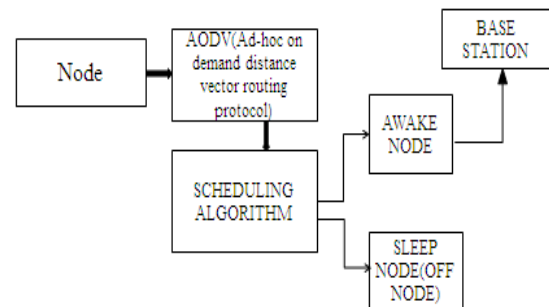 Node
AODV(Ad-hoc on
demand distance
vector routing
protocol)
BASE
STATION
AWAKE
NODE
SCHEDULING
ALGORITHM
SLEEP
NODE(OFF
NODE)